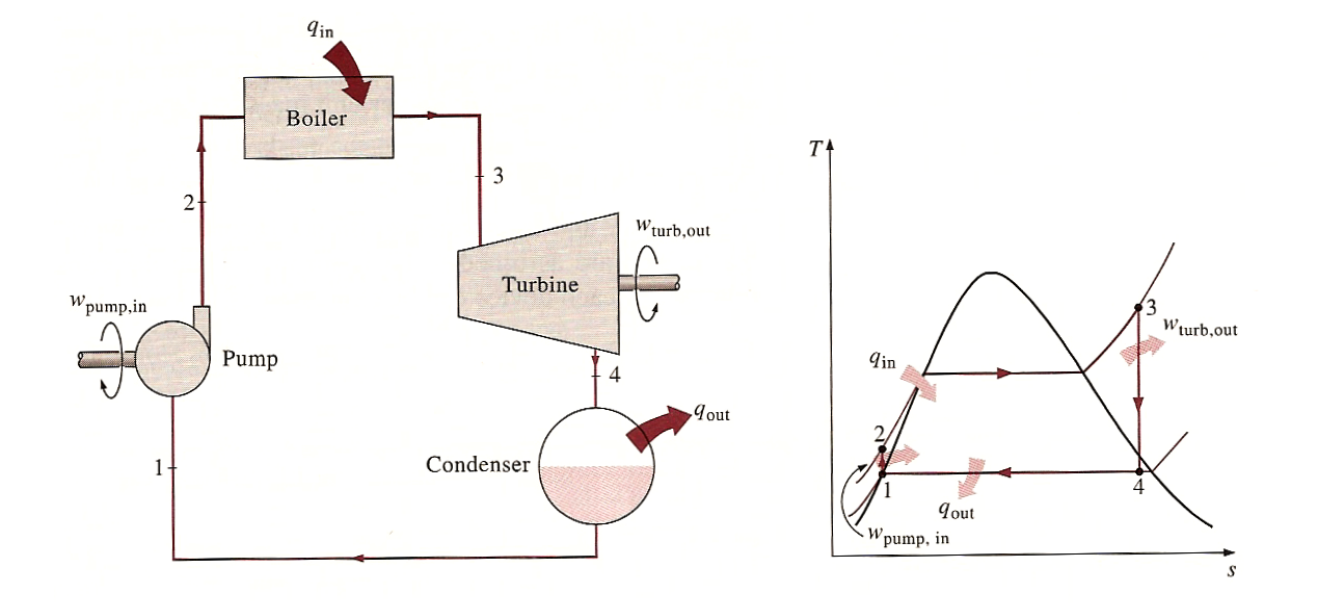 q_in
Boiler
2
3
w_turb,out
Turbine
w_pump,in
Pump
4
q_out
Condenser
1
T
3
w_turb,out
q_in
2
1
4
q_out
w_pump, in
s